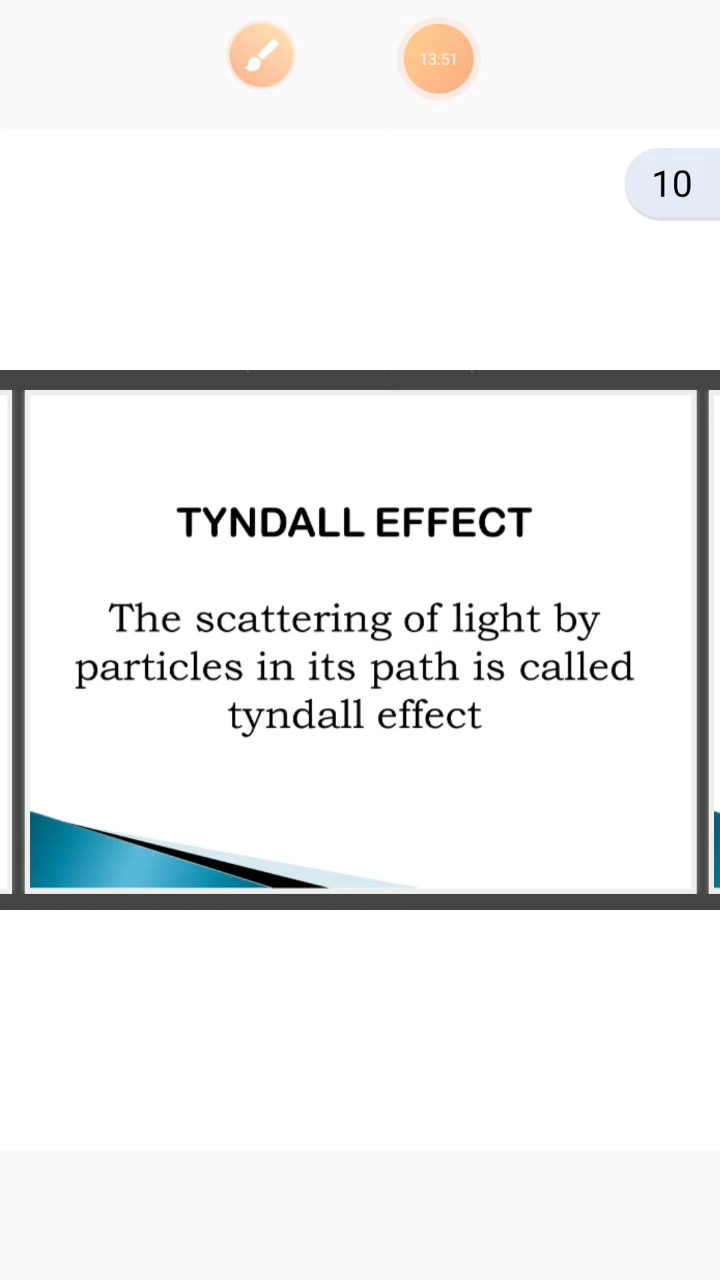 13:51
10
TYNDALL EFFECT
The scattering of light by
particles in its path is called
tyndall effect